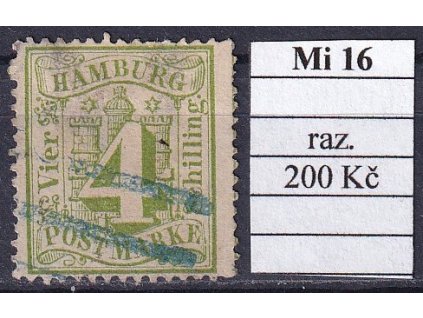 HAMBURG
Vier
4
Schilling
POSTMARKE
Mi 16
raz.
200 Kč